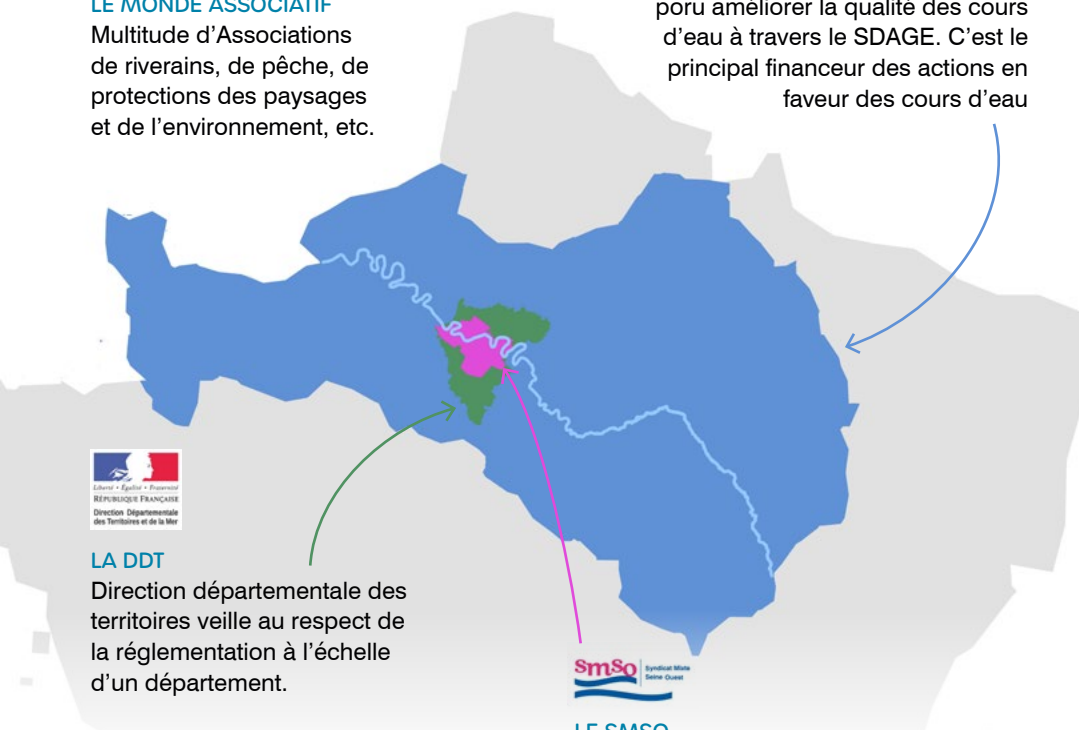 LE MONDE ASSOCIATIF
Multitude d’Associations
de riverains, de pêche, de
protections des paysages
et de l’environnement, etc.
poru améliorer la qualité des cours
d’eau à travers le SDAGE. C’est le
principal financeur des actions en
faveur des cours d’eau
Liberté • Égalité • Fraternité
RÉPUBLIQUE FRANÇAISE
Direction Départementale
des Territoires et de la Mer
LA DDT
Direction départementale des
territoires veille au respect de
la réglementation à l’échelle
d’un département.
smso
Syndicat Mixte
Seine Ouest
LE SMSO